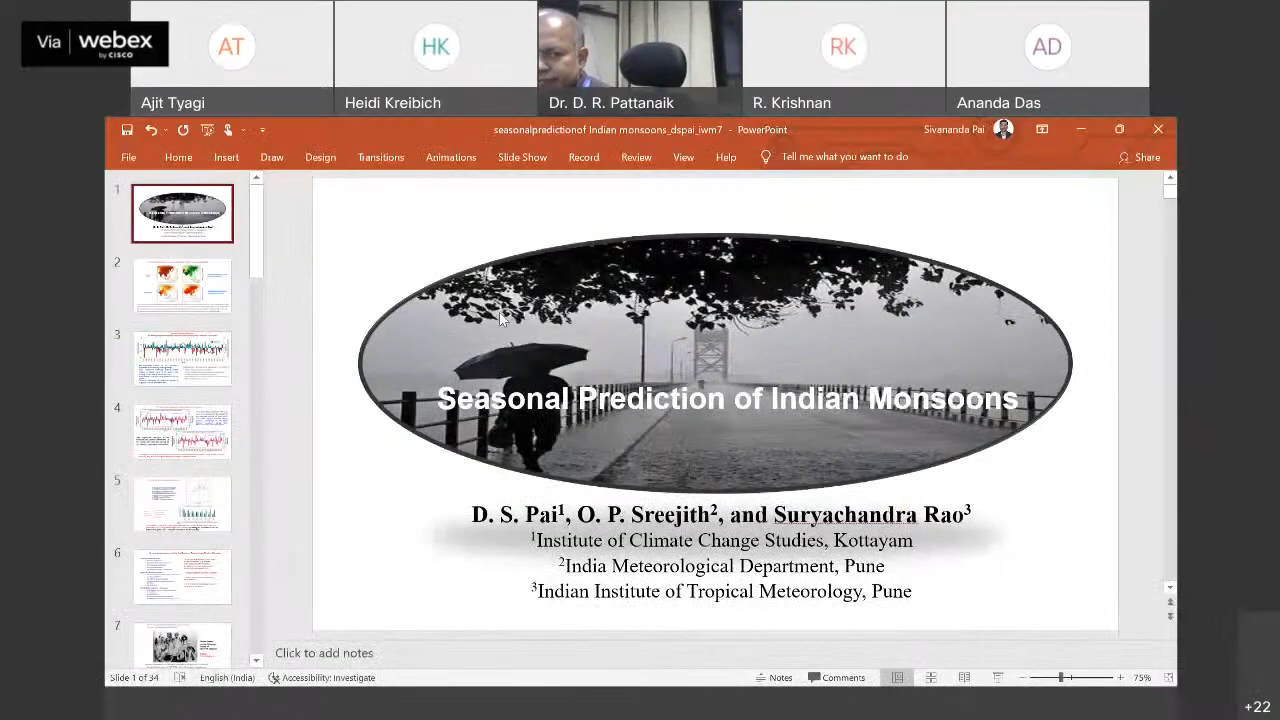 Via webex
by CISCO
AT
HK
RK
AD
Ajit Tyagi
Heidi Kreibich
Dr. D. R. Pattanaik
R. Krishnan
Ananda Das
seasonalpredictionof Indian monsoons_dspai_iwm7 - PowerPoint
Sivananda Pai
File Home Insert Draw Design Transitions Animations Slide Show Record Review View Help Tell me what you want to do Share
1
2
3
4
5
6
7
Seasonal Prediction of Indian Monsoons
D. S. Pai¹, O. P. Sreejith², and Suryachandra Rao³
¹Institute of Climate Change Studies, Kottayam
²India Meteorological Department, Pune
³Indian Institute of Tropical Meteorology, Pune
Click to add notes
Slide 1 of 34 English (India) Accessibility: Investigate Notes Comments 75%
+22